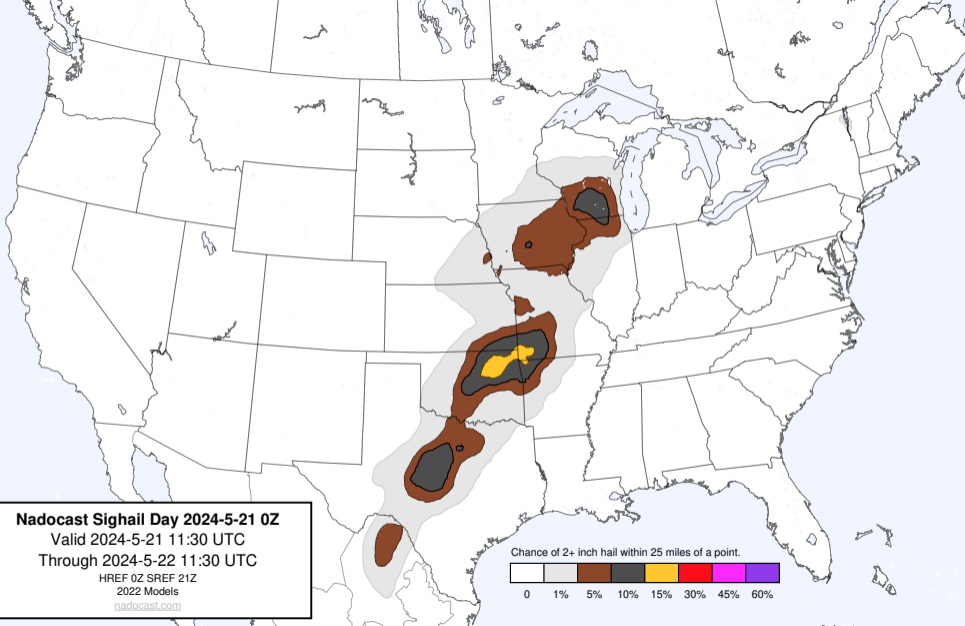 Nadocast Sighail Day 2024-5-21 0Z
Valid 2024-5-21 11:30 UTC
Through 2024-5-22 11:30 UTC
HREF 0Z SREF 21Z
2022 Models
nadocast.com
Chance of 2+ inch hail within 25 miles of a point.
0 1% 5% 10% 15% 30% 45% 60%